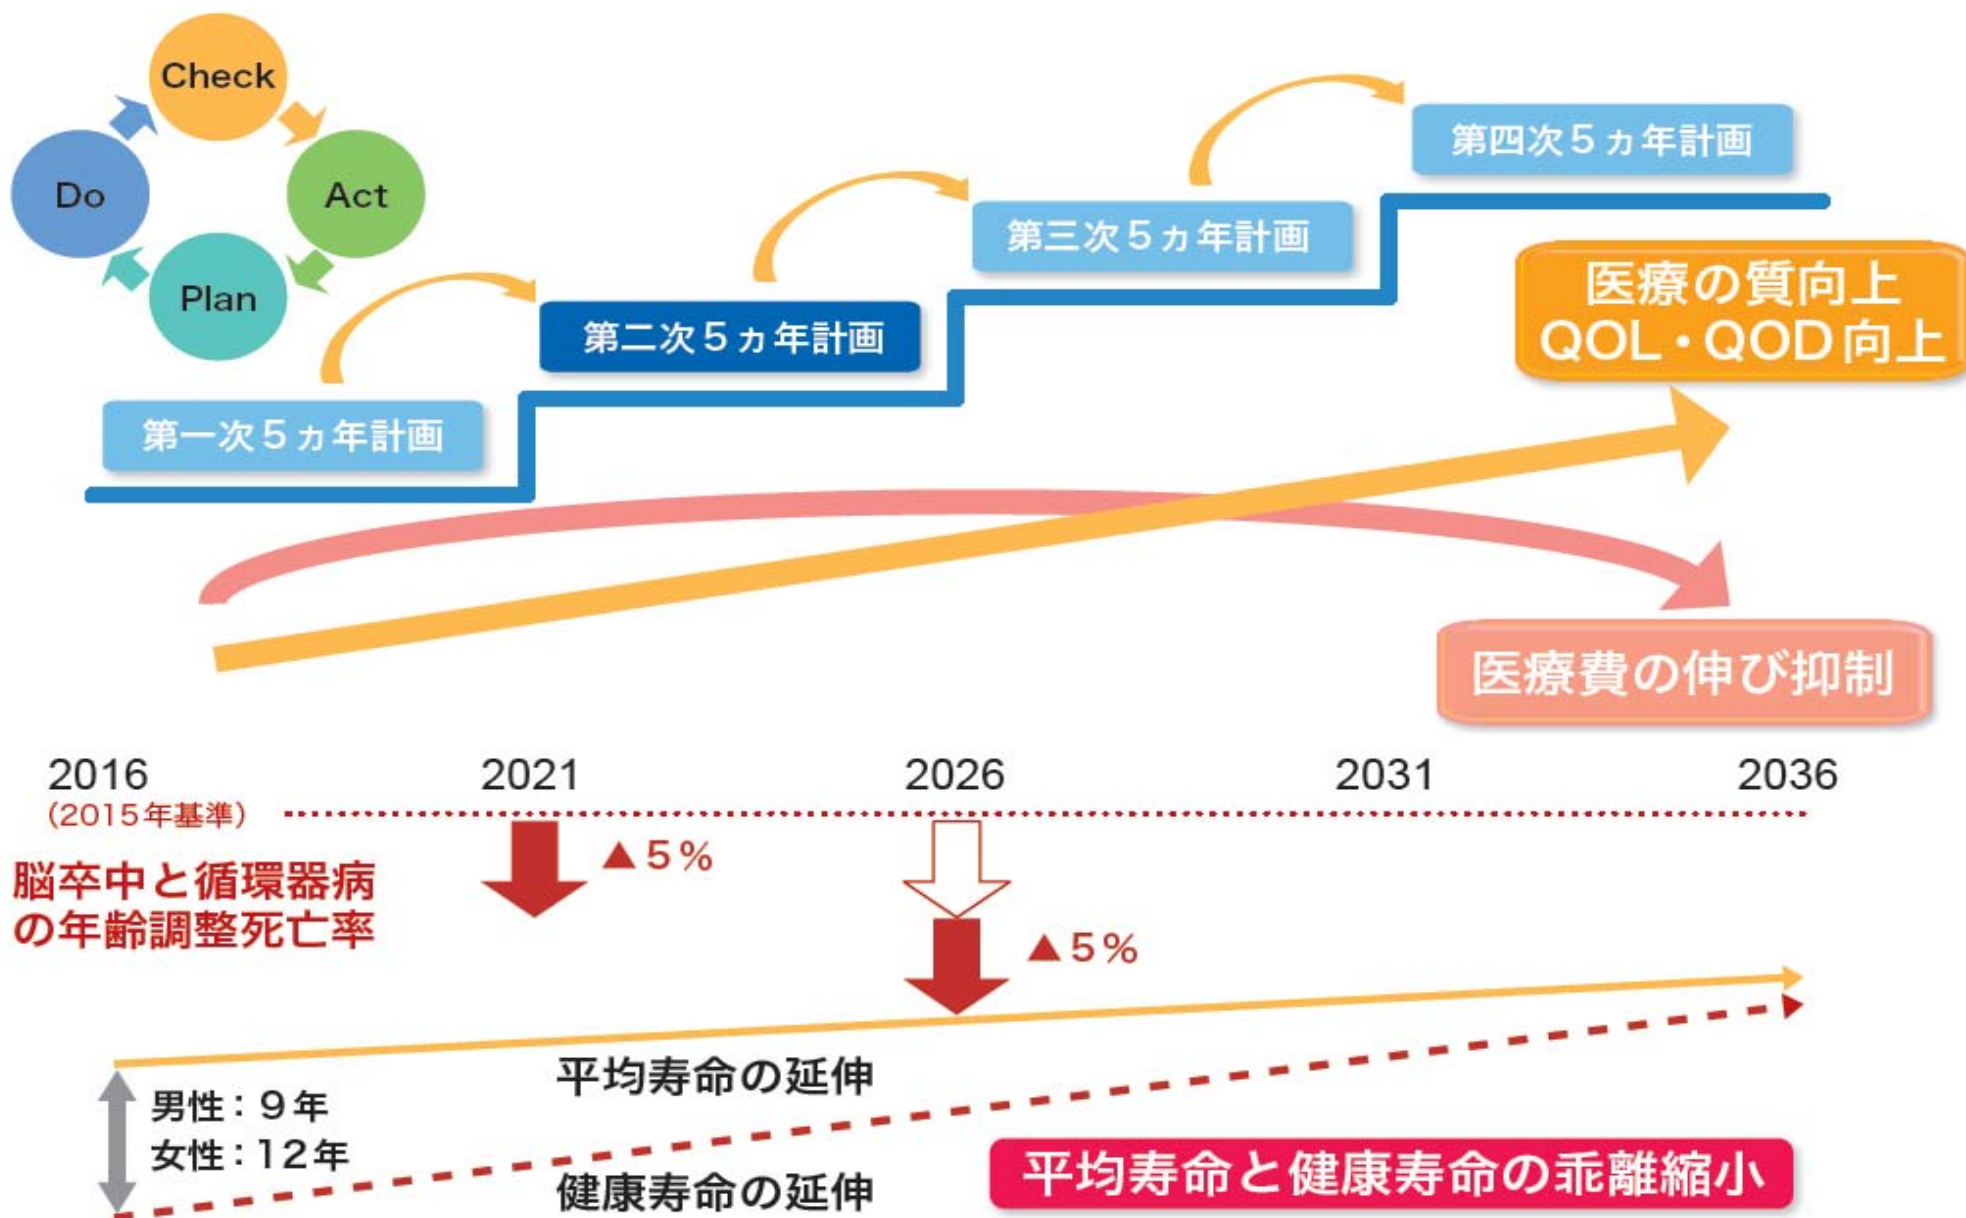 Check
Do
Act
Plan
第四次5ヵ年計画
第三次5ヵ年計画
第二次5ヵ年計画
第一次5ヵ年計画
医療の質向上
QOL・QOD向上
医療費の伸び抑制
2016
2021
2026
2031
2036
(2015年基準)
▲5%
▲5%
脳卒中と循環器病
の年齢調整死亡率
平均寿命の延伸
男性：9年
女性：12年
健康寿命の延伸
平均寿命と健康寿命の乖離縮小